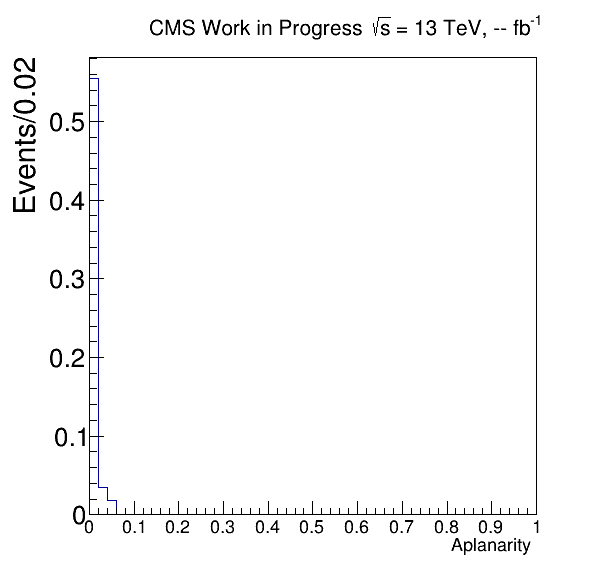 CMS Work in Progress √s = 13 TeV, -- fb⁻¹
Events/0.02
0.5
0.4
0.3
0.2
0.1
0
0 0.1 0.2 0.3 0.4 0.5 0.6 0.7 0.8 0.9 1
Aplanarity